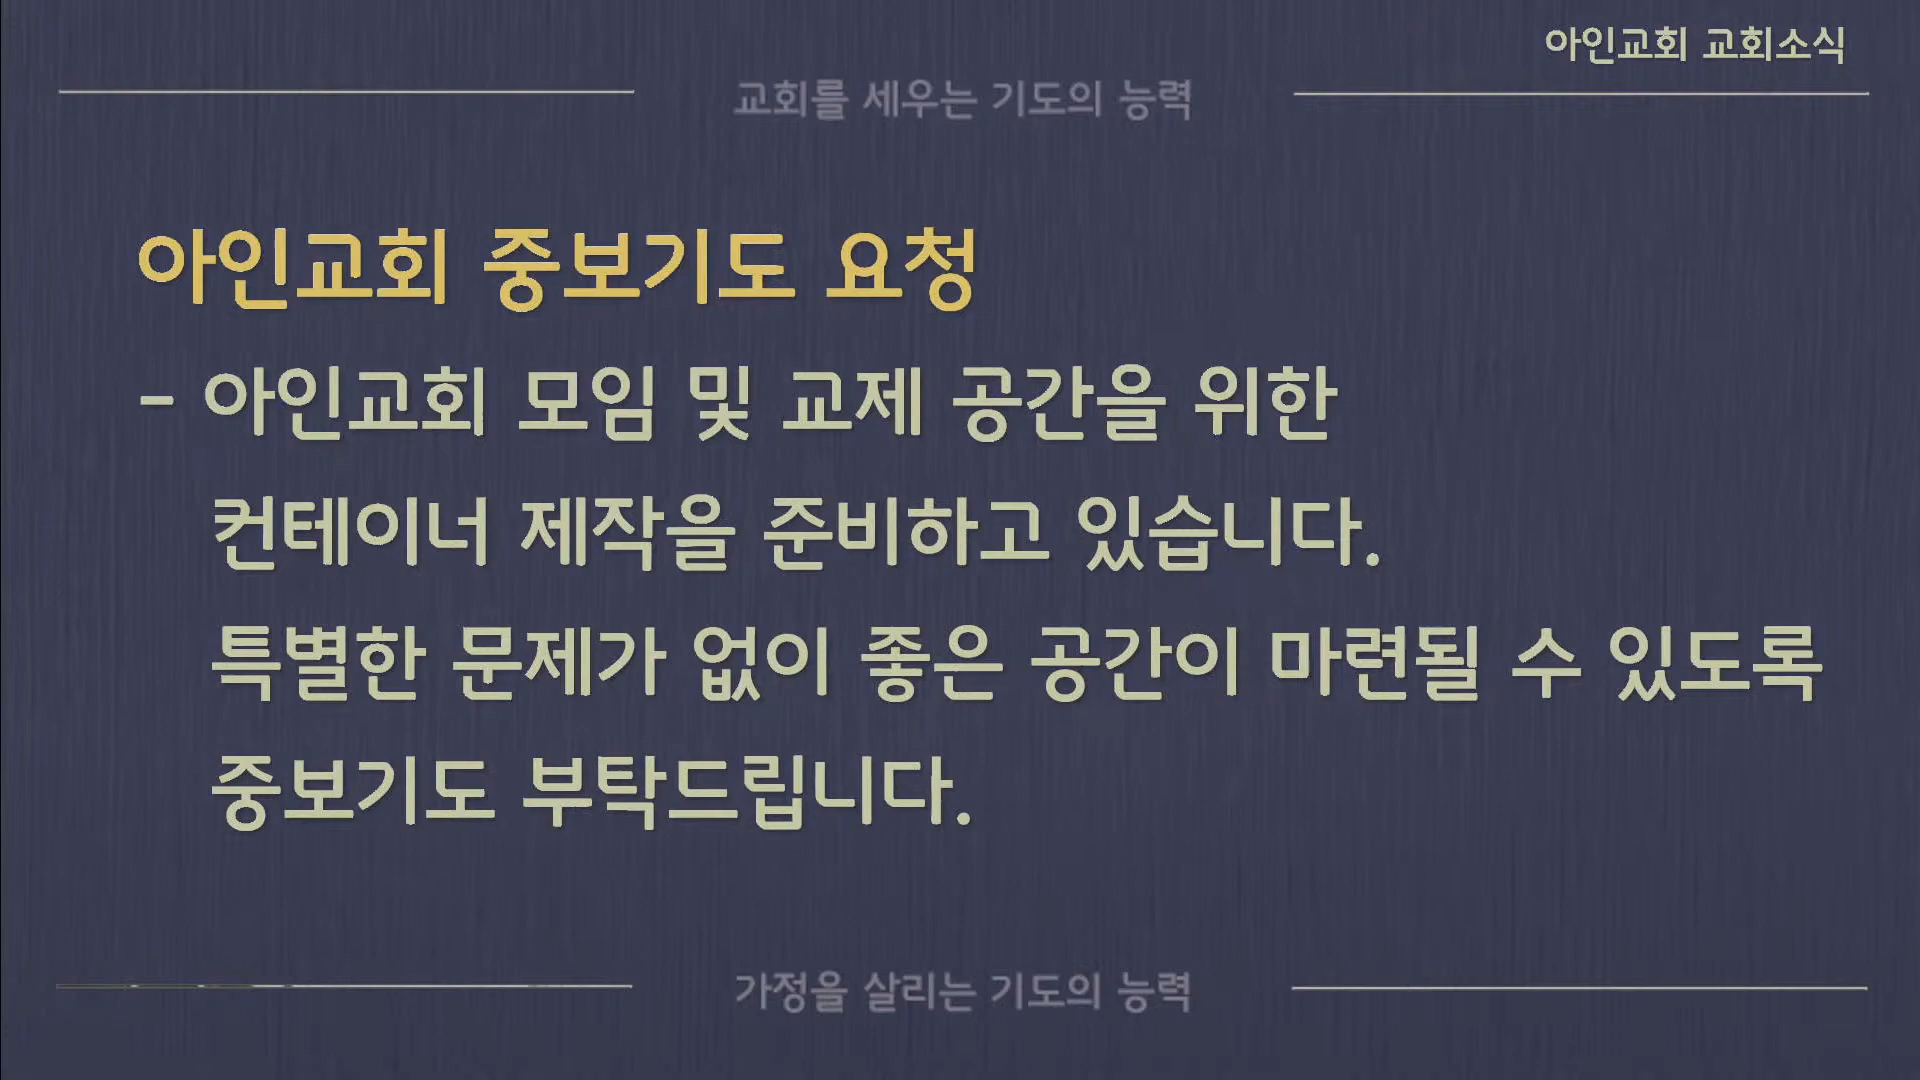 아인교회 교회소식
교회를 세우는 기도의 능력
아인교회 중보기도 요청
- 아인교회 모임 및 교제 공간을 위한
컨테이너 제작을 준비하고 있습니다.
특별한 문제가 없이 좋은 공간이 마련될 수 있도록
중보기도 부탁드립니다.
가정을 살리는 기도의 능력